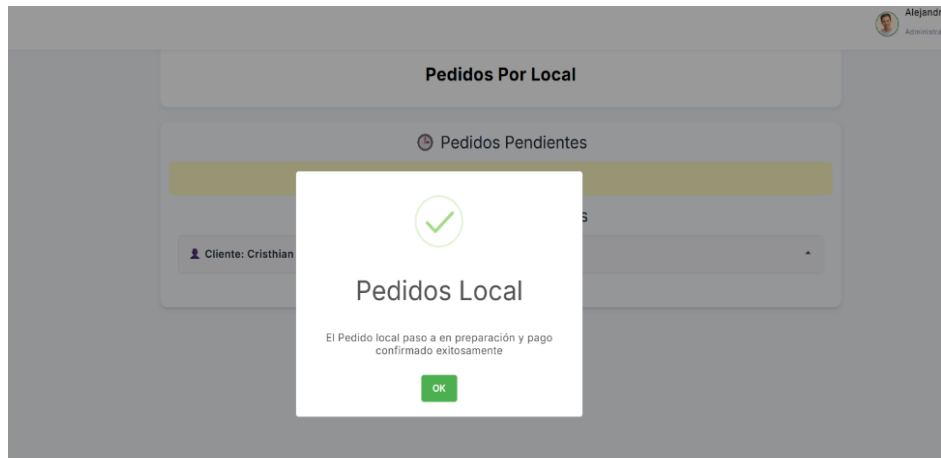 Alejandr
Administra
Pedidos Por Local
Pedidos Pendientes
s
Cliente: Cristhian
Pedidos Local
El Pedido local paso a en preparación y pago
confirmado exitosamente
OK